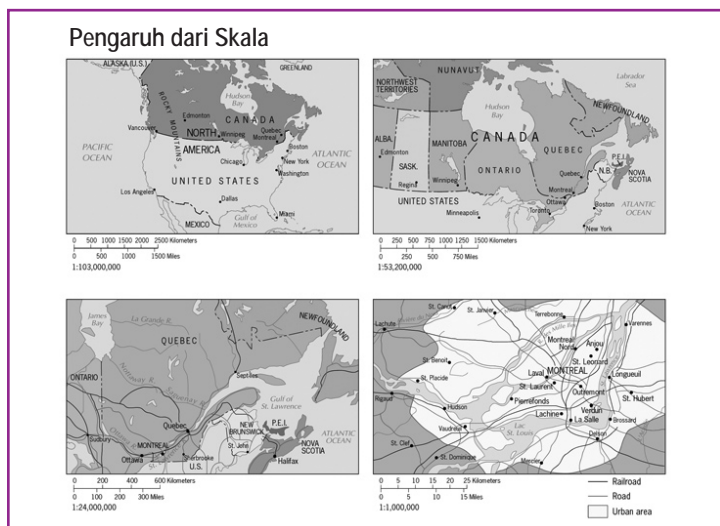 Pengaruh dari Skala
ALASKA (U.S.)
GREENLAND
Hudson
Bay
ROCKY MOUNTAINS
Edmonton
CANADA
Vancouver
NORTH
AMERICA
Winnipeg
Quebec
Montreal
Boston
Chicago
New York
Washington
PACIFIC
OCEAN
ATLANTIC
OCEAN
UNITED STATES
Los Angeles
Dallas
Gulf of
Mexico
Miami
MEXICO
0 500 1000 1500 2000 2500 Kilometers
0 500 1000 1500 Miles
1:103,000,000
NUNAVUT
NORTHWEST
TERRITORIES
Labrador
Sea
Hudson
Bay
NEWFOUNDLAND
CANADA
ALBA.
Edmonton
MANITOBA
QUEBEC
SASK.
ONTARIO
P.E.I.
N.B.
NOVA
SCOTIA
Regina
Winnipeg
Quebec
Montreal
Ottawa
UNITED STATES
Minneapolis
Toronto
Boston
ATLANTIC
OCEAN
New York
0 250 500 750 1000 1250 1500 Kilometers
0 250 500 750 Miles
1:53,200,000
James
Bay
La Grande R.
NEWFOUNDLAND
QUEBEC
Nottway R.
ONTARIO
Septiles
Saguenay R.
Gulf of
St. Lawrence
Quebec
NEW
BRUNSWICK
P.E.I.
Sudbury
MONTREAL
St. John
NOVA
SCOTIA
ATLANTIC
OCEAN
Ottawa
Sherbrooke
U.S.
Halifax
0 200 400 600 Kilometers
0 100 200 300 Miles
1:24,000,000
St. Canut
St. Janvier
Terrebonne
Lachute
Varennes
Montreal
Nord
Anjou
St. Leonard
St. Benoit
Laval
MONTREAL
Longueuil
St. Placide
St. Laurent
Outremont
St. Hubert
Rigaud
Pierrefonds
Hudson
Lachine
Verdun
La Salle
Brossard
Vaudreuil
Lac
St. Louis
Delson
St. Clet
St. Dominique
Mercier
0 5 10 15 20 25 Kilometers
0 5 10 15 Miles
1:1,000,000
Railroad
Road
Urban area